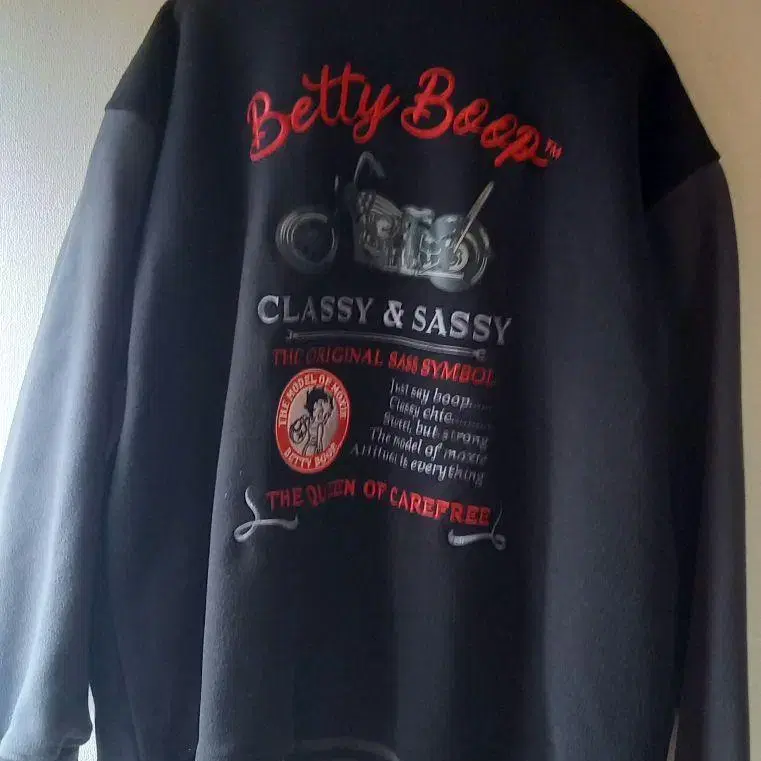 Betty Boop™
CLASSY & SASSY
THE ORIGINAL SASS SYMBOL
THE MODEL OF MOXIE
BETTY BOOP
Just say boop....
Classy chic........
Sweet, but strong
The model of moxie
Attitude is everything
THE QUEEN OF CAREFREE